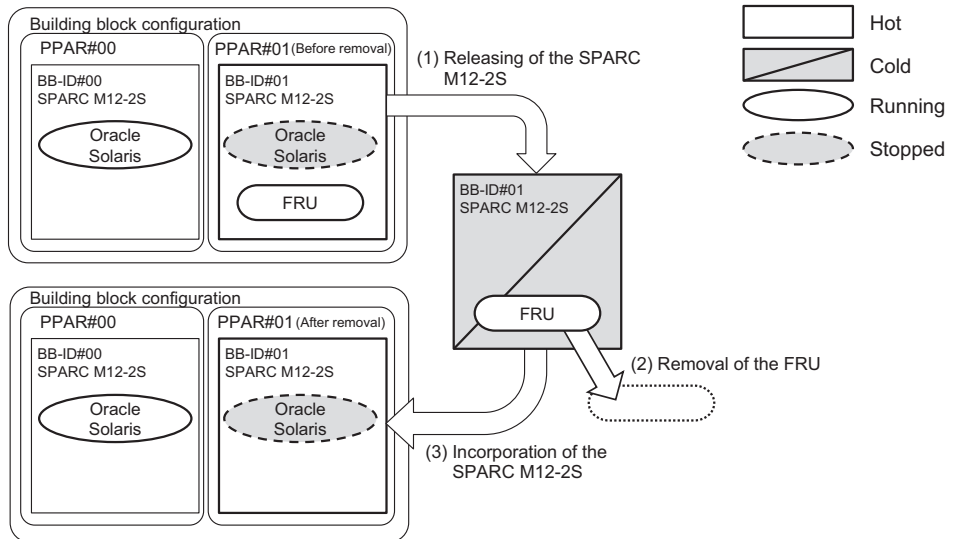 Building block configuration
PPAR#00
BB-ID#00
SPARC M12-2S
Oracle
Solaris
PPAR#01 (Before removal)
BB-ID#01
SPARC M12-2S
Oracle
Solaris
FRU
(1) Releasing of the SPARC
M12-2S
Hot
Cold
Running
Stopped
BB-ID#01
SPARC M12-2S
FRU
(2) Removal of the FRU
Building block configuration
PPAR#00
BB-ID#00
SPARC M12-2S
Oracle
Solaris
PPAR#01 (After removal)
BB-ID#01
SPARC M12-2S
Oracle
Solaris
(3) Incorporation of the
SPARC M12-2S